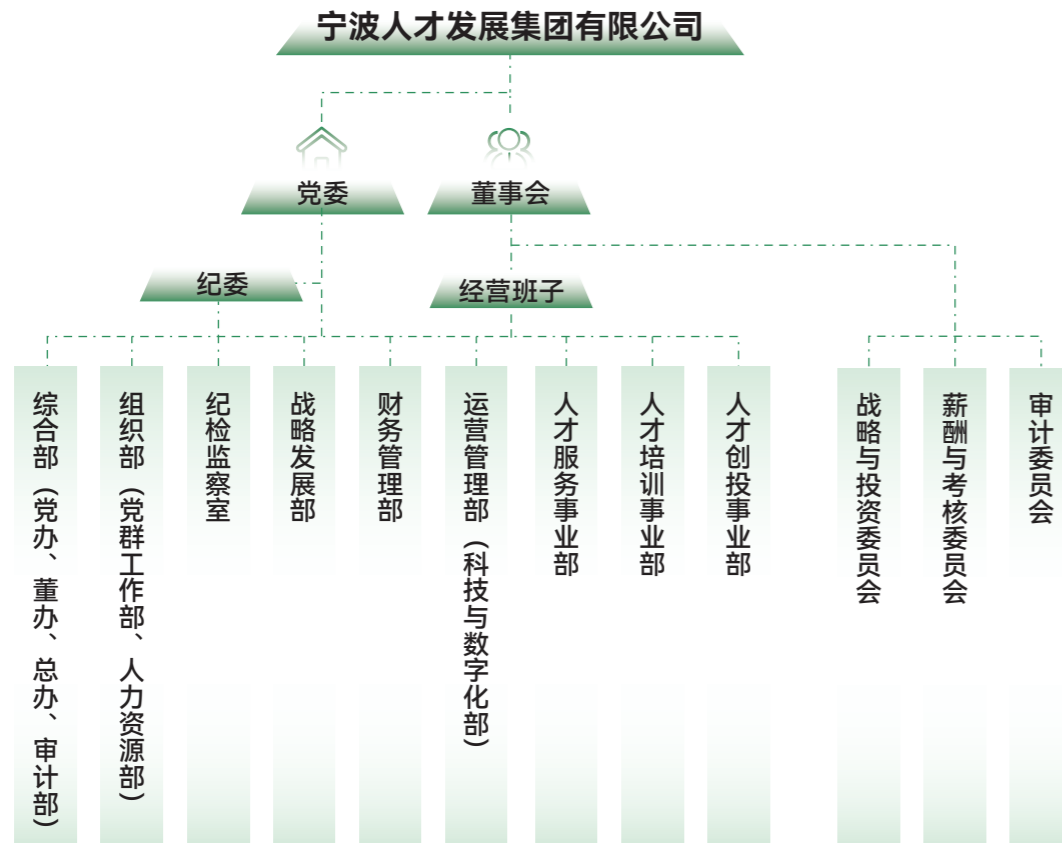 宁波人才发展集团有限公司
党委
董事会
纪委
经营班子
综合部（党办、董办、总办、审计部）
组织部（党群工作部、人力资源部）
纪检监察室
战略发展部
财务管理部
运营管理部（科技与数字化部）
人才服务事业部
人才培训事业部
人才创投事业部
战略与投资委员会
薪酬与考核委员会
审计委员会